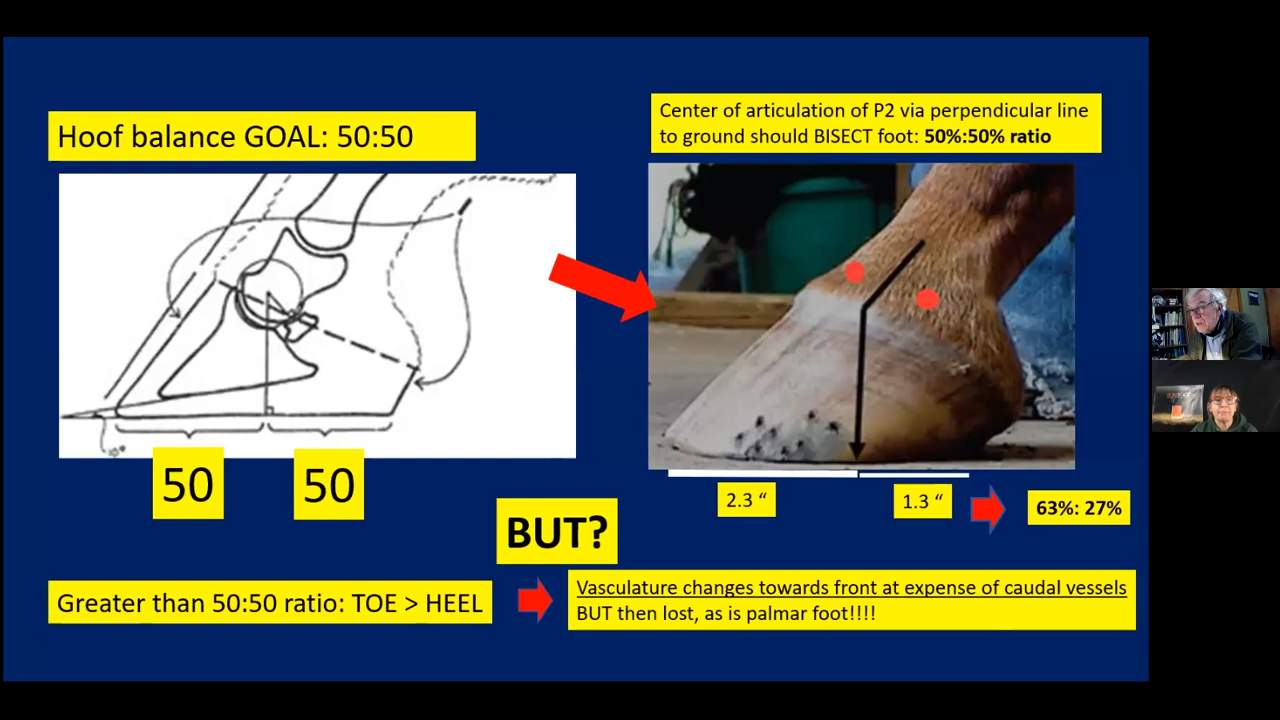 Hoof balance GOAL: 50:50
Center of articulation of P2 via perpendicular line
to ground should BISECT foot: 50%:50% ratio
50
50
2.3 “
1.3 “
63%: 27%
BUT?
Greater than 50:50 ratio: TOE > HEEL
Vasculature changes towards front at expense of caudal vessels
BUT then lost, as is palmar foot!!!!